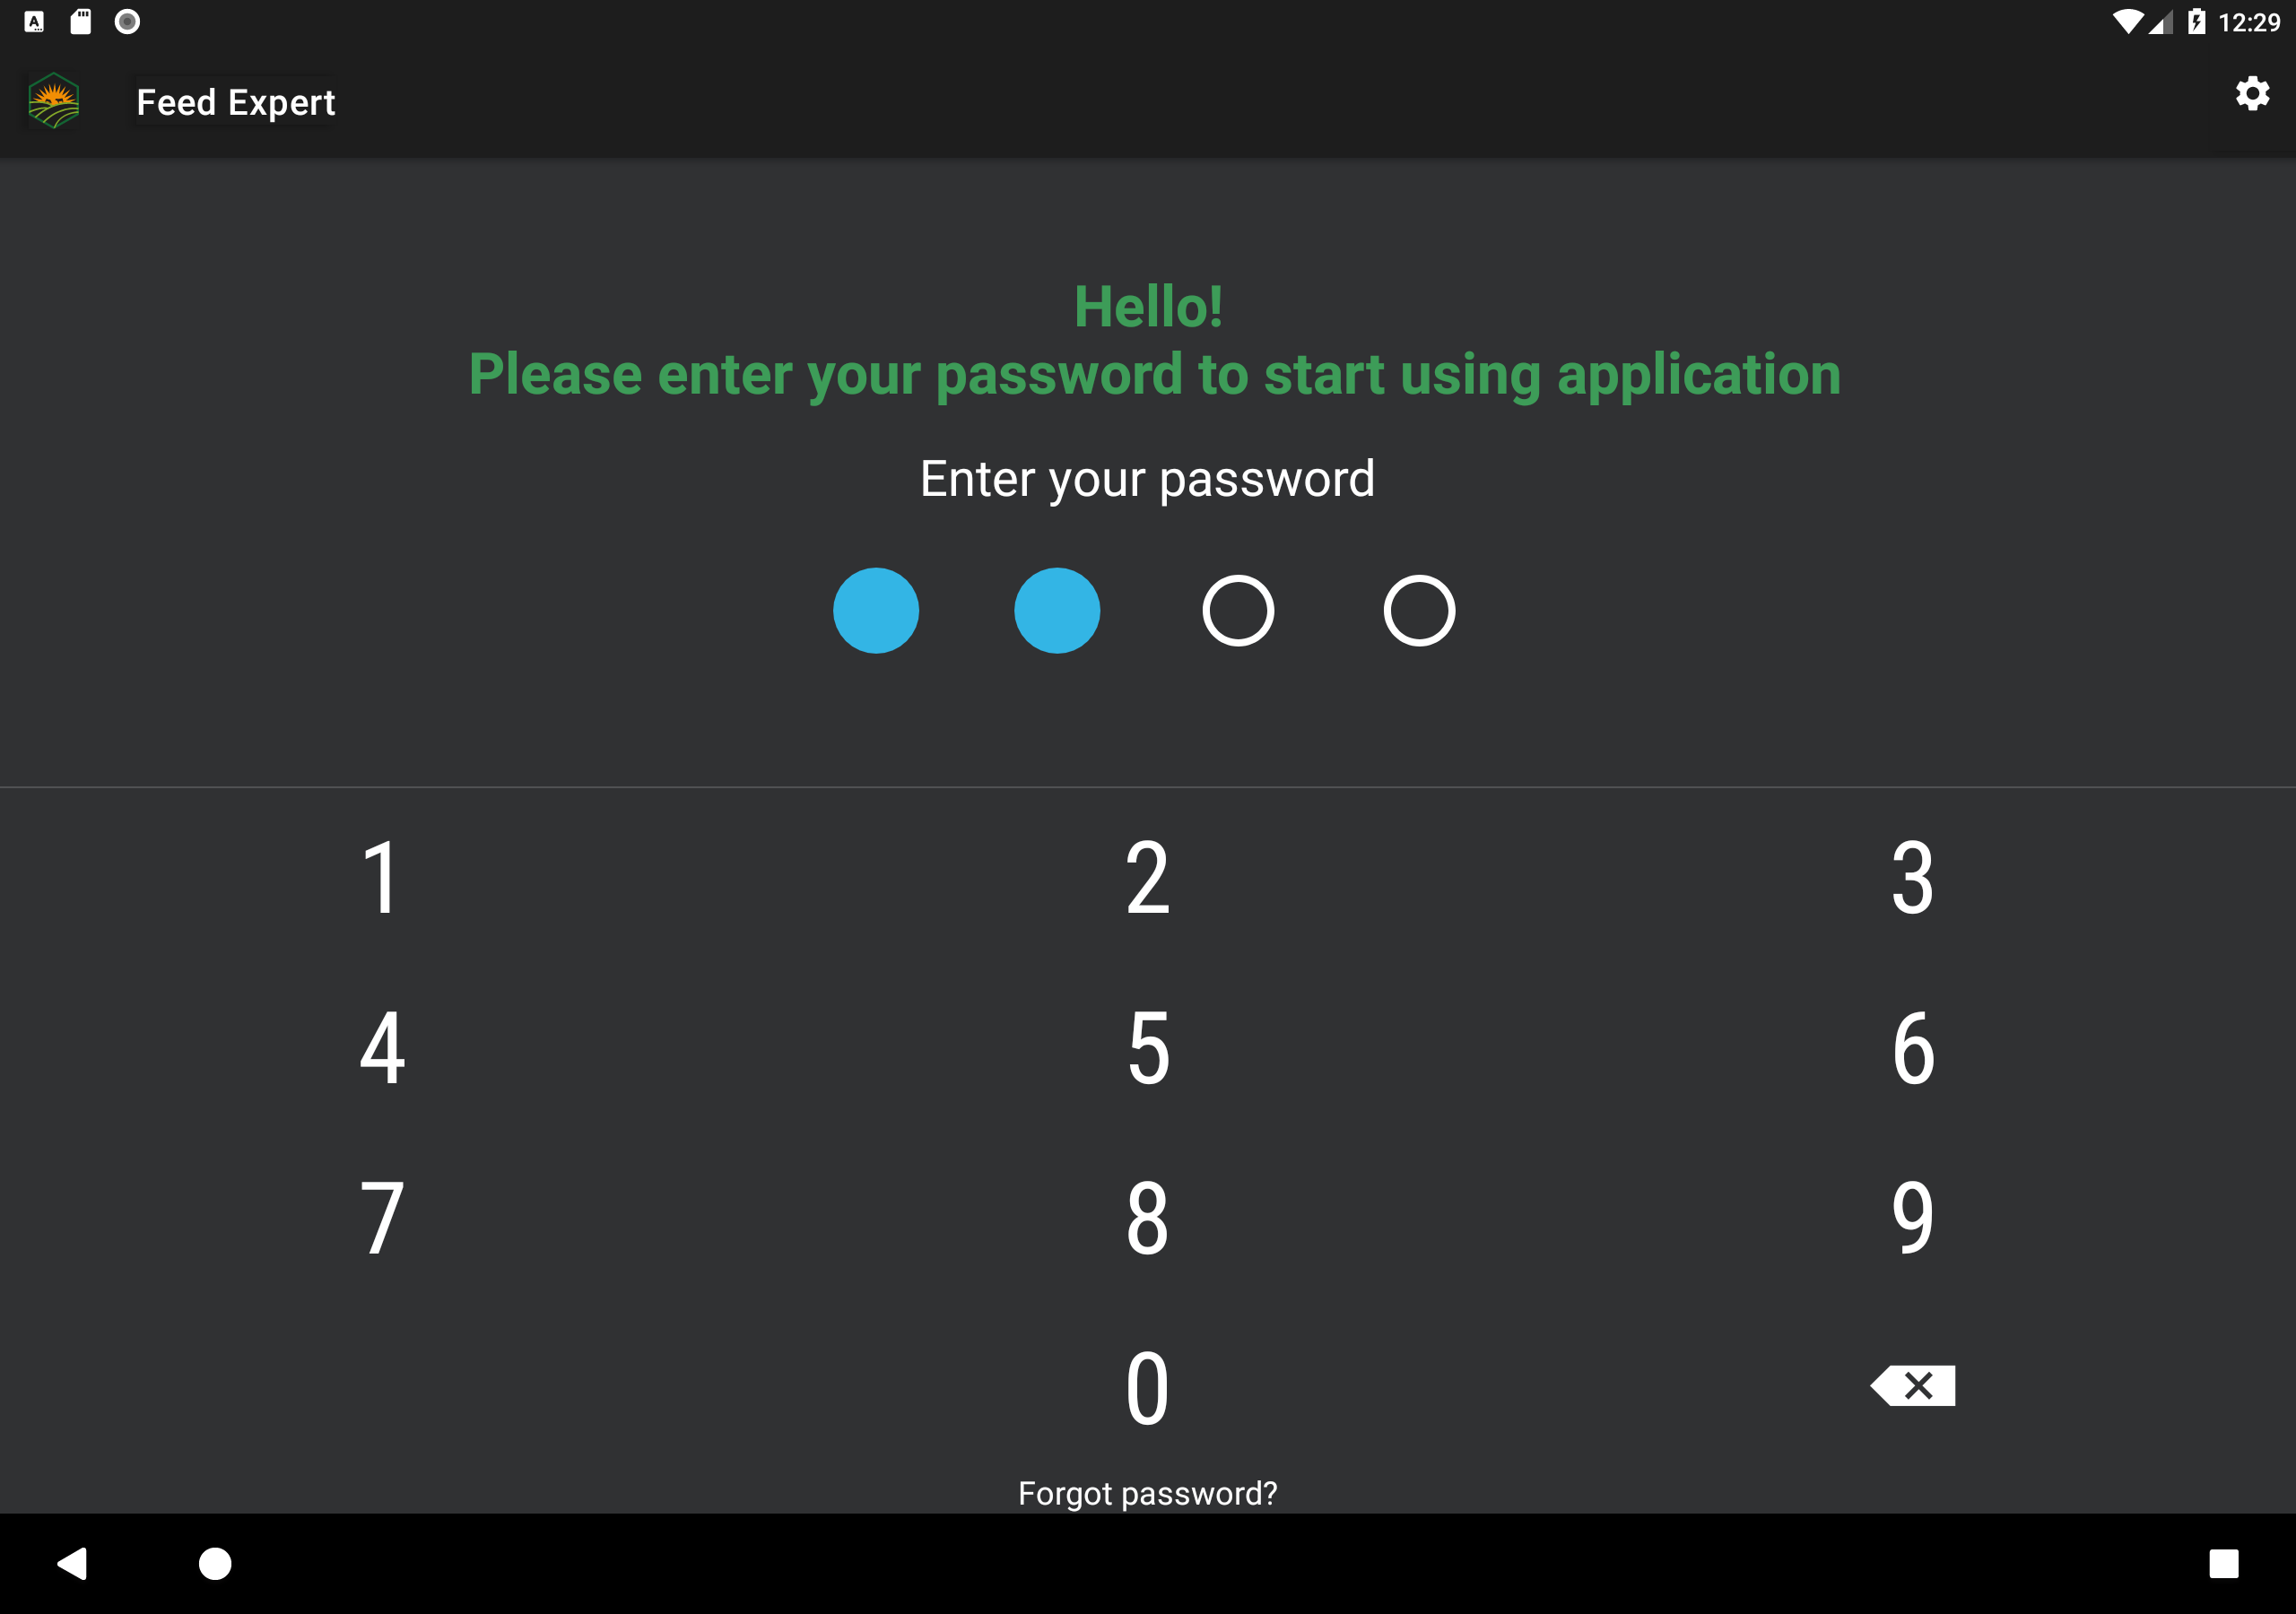 12:29
Feed Expert
Hello!
Please enter your password to start using application
Enter your password
1 2 3
4 5 6
7 8 9
0
Forgot password?